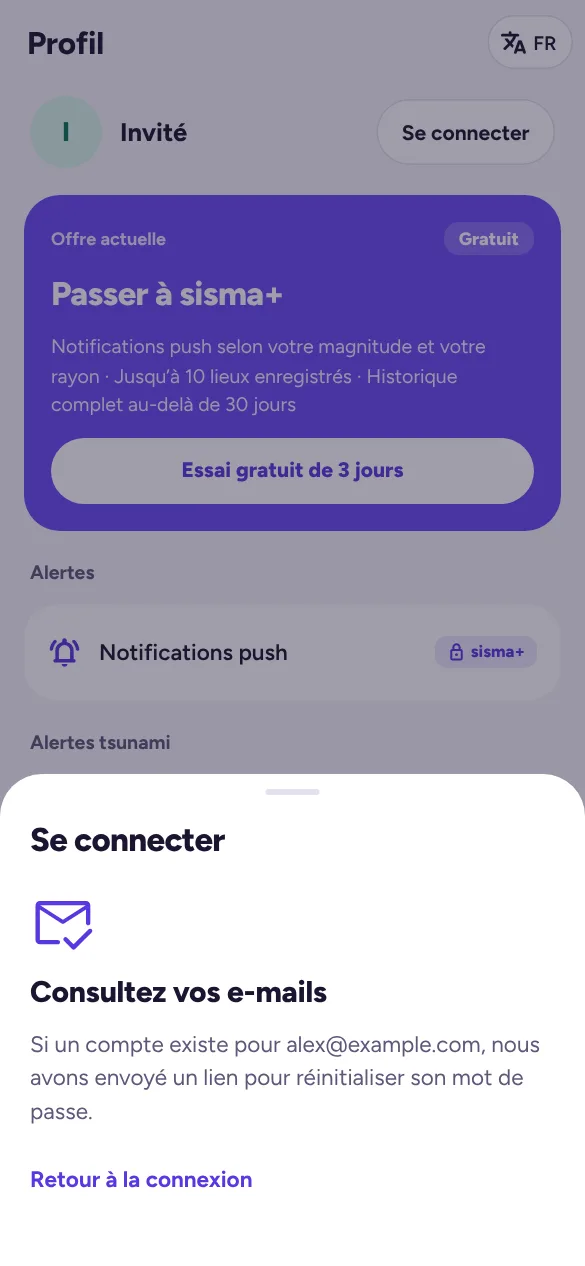 Profil
FR
I
Invité
Se connecter
Offre actuelle
Gratuit
Passer à sisma+
Notifications push selon votre magnitude et votre
rayon · Jusqu’à 10 lieux enregistrés · Historique
complet au-delà de 30 jours
Essai gratuit de 3 jours
Alertes
Notifications push
sisma+
Alertes tsunami
Se connecter
Consultez vos e-mails
Si un compte existe pour alex@example.com, nous
avons envoyé un lien pour réinitialiser son mot de
passe.
Retour à la connexion